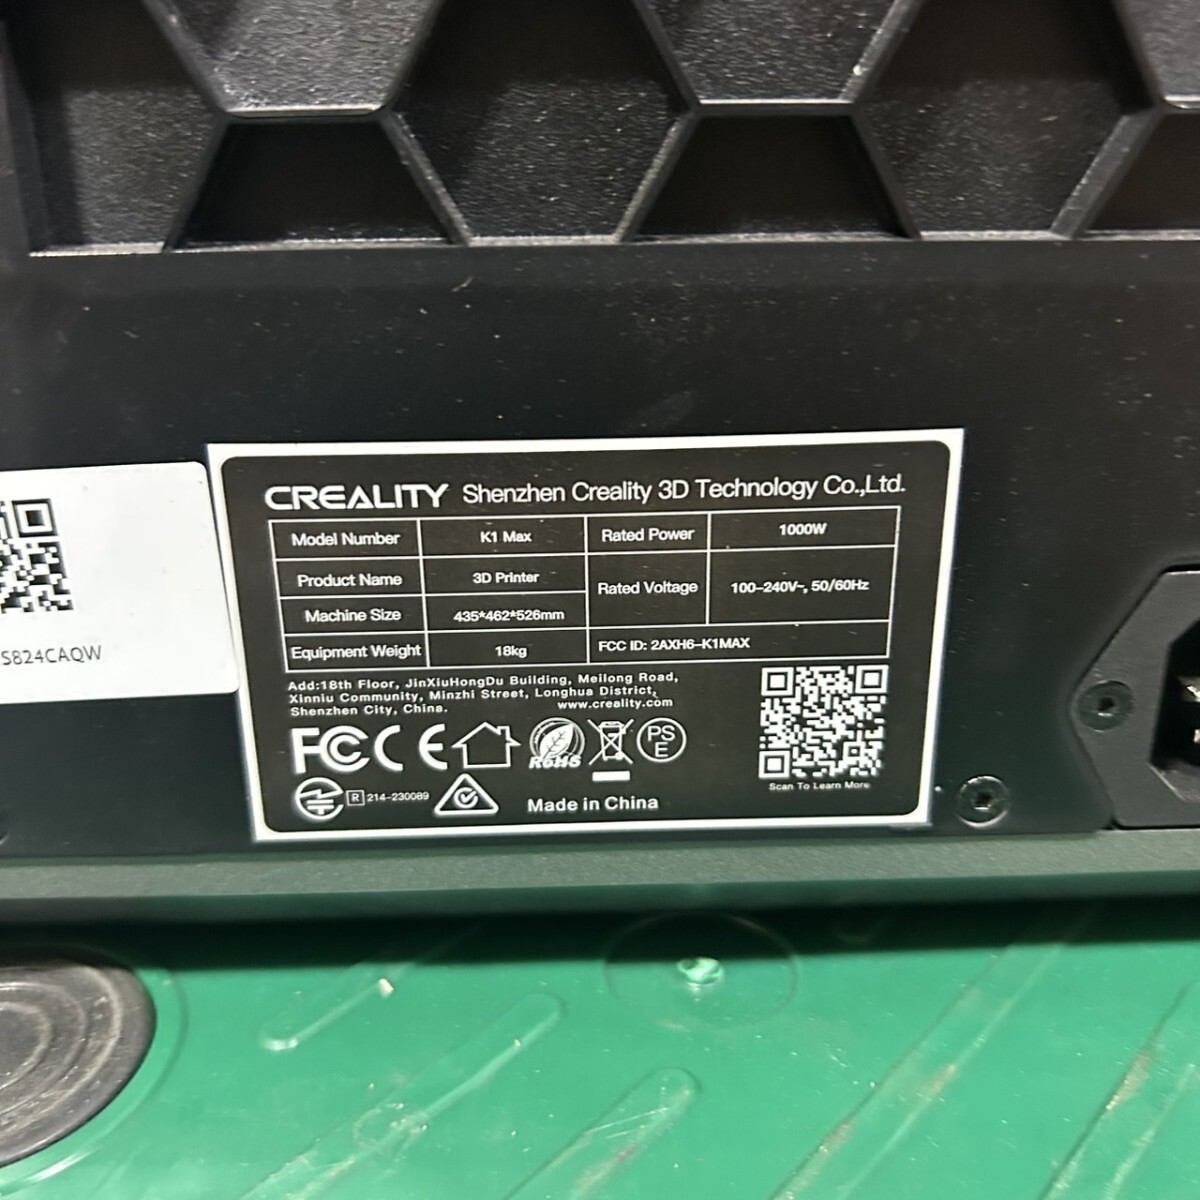 CREALITY Shenzhen Creality 3D Technology Co.,Ltd.
Model Number K1 Max Rated Power 1000W
Product Name 3D Printer
Rated Voltage 100-240V~, 50/60Hz
Machine Size 435*462*526mm
Equipment Weight 18kg FCC ID: 2AXH6-K1MAX
Add:18th Floor, JinXiuHongDu Building, Meilong Road,
Xinniu Community, Minzhi Street, Longhua District,
Shenzhen City, China. www.creality.com
FC CE RoHS PSE
R 214-230089
Made in China
Scan To Learn More
S824CAQW